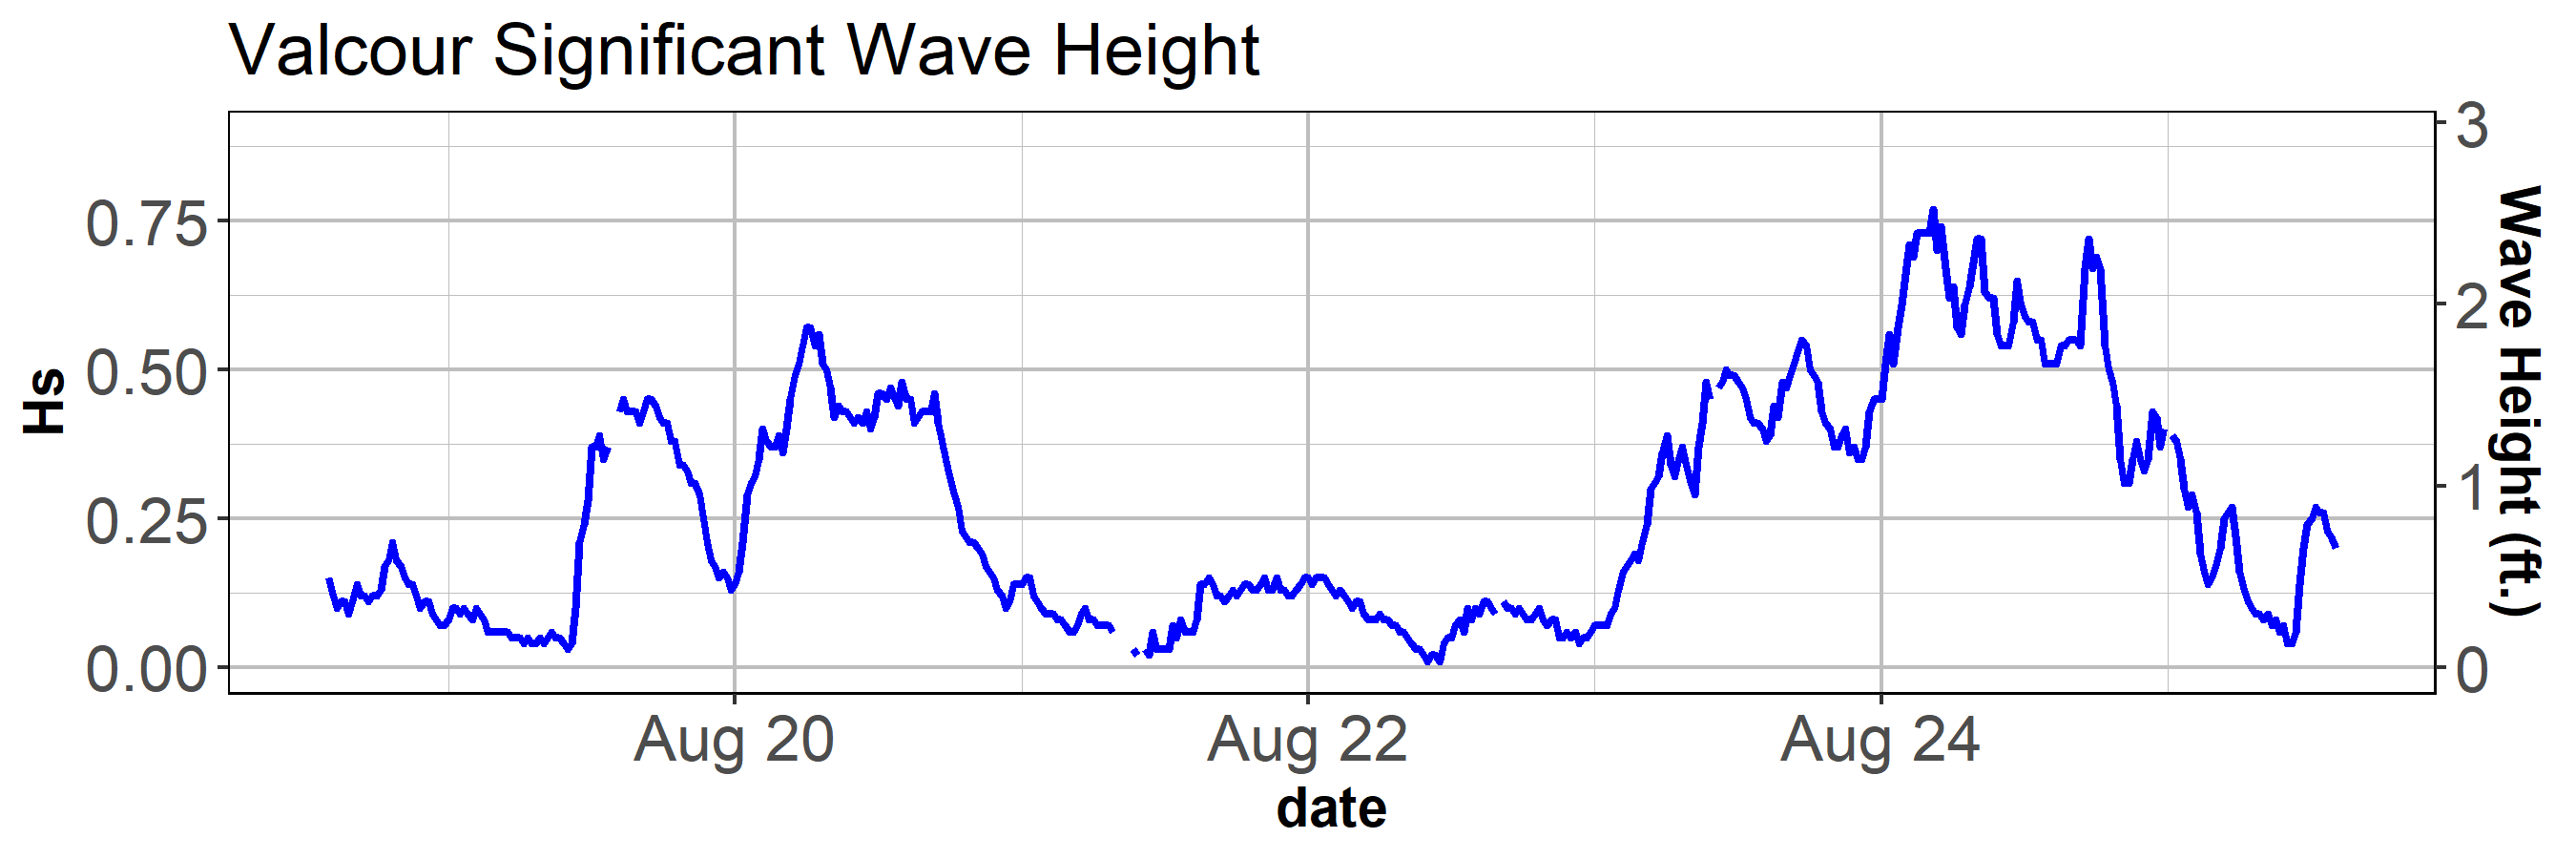 Valcour Significant Wave Height
3
0.75
2
0.50
1
0.25
0.00
0
Hs
Wave Height (ft.)
Aug 20
Aug 22
Aug 24
date